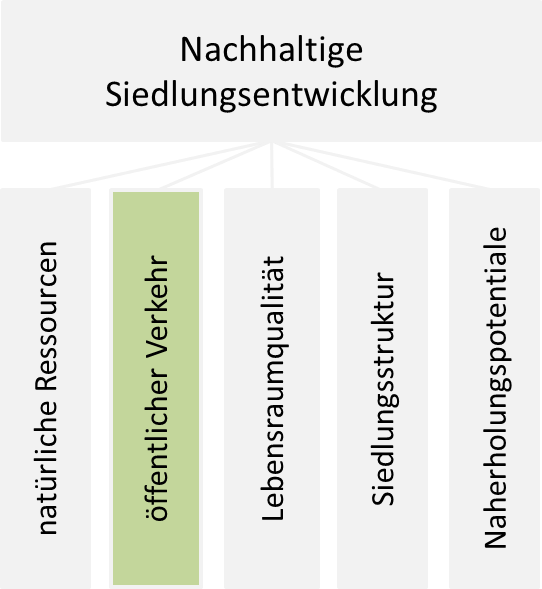 Nachhaltige
Siedlungsentwicklung
natürliche Ressourcen
öffentlicher Verkehr
Lebensraumqualität
Siedlungsstruktur
Naherholungspotentiale